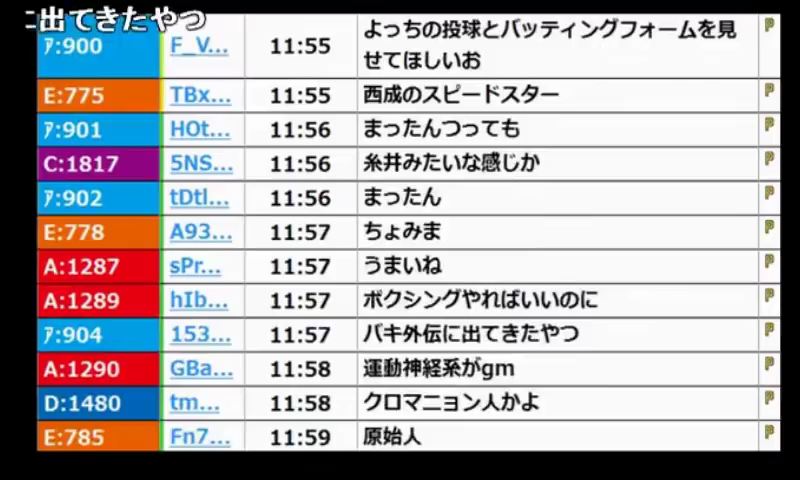 に出てきたやつ
ｱ:900 F_V... 11:55 よっちの投球とバッティングフォームを見
せてほしいお P
E:775 TBx... 11:55 西成のスピードスター P
ｱ:901 HOt... 11:56 まったんつっても P
C:1817 5NS... 11:56 糸井みたいな感じか P
ｱ:902 tDtl... 11:56 まったん P
E:778 A93... 11:57 ちょみま P
A:1287 sPr... 11:57 うまいね P
A:1289 hIb... 11:57 ボクシングやればいいのに P
ｱ:904 153... 11:57 バキ外伝に出てきたやつ P
A:1290 GBa... 11:58 運動神経系がgm P
D:1480 tm... 11:58 クロマニョン人かよ P
E:785 Fn7... 11:59 原始人 P